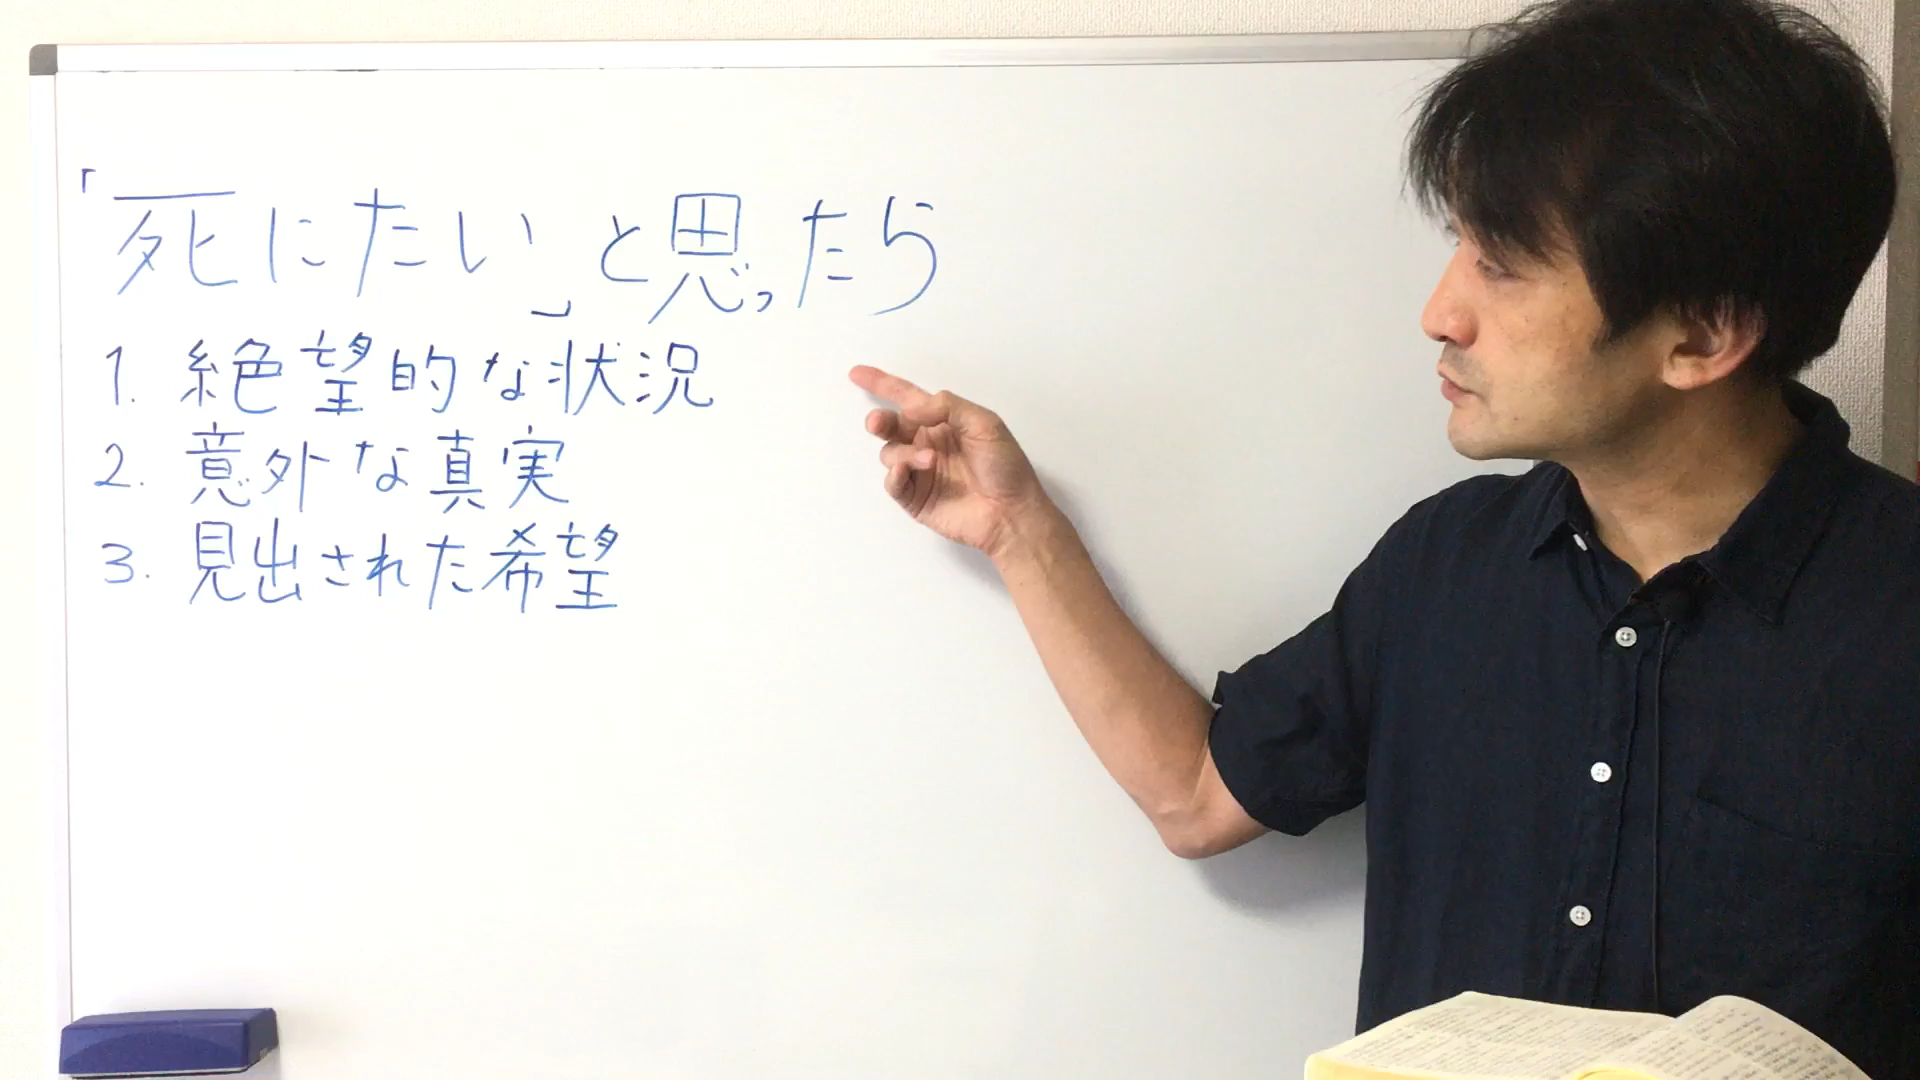 「死にたい」と思ったら
1. 絶望的な状況
2. 意外な真実
3. 見出された希望